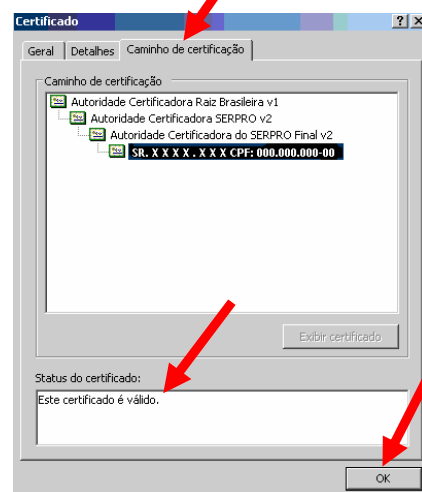 Certificado
Geral Detalhes Caminho de certificação
Caminho de certificação
Autoridade Certificadora Raiz Brasileira v1
Autoridade Certificadora SERPRO v2
Autoridade Certificadora do SERPRO Final v2
SR. X X X X . X X X CPF: 000.000.000-00
Exibir certificado
Status do certificado:
Este certificado é válido.
OK